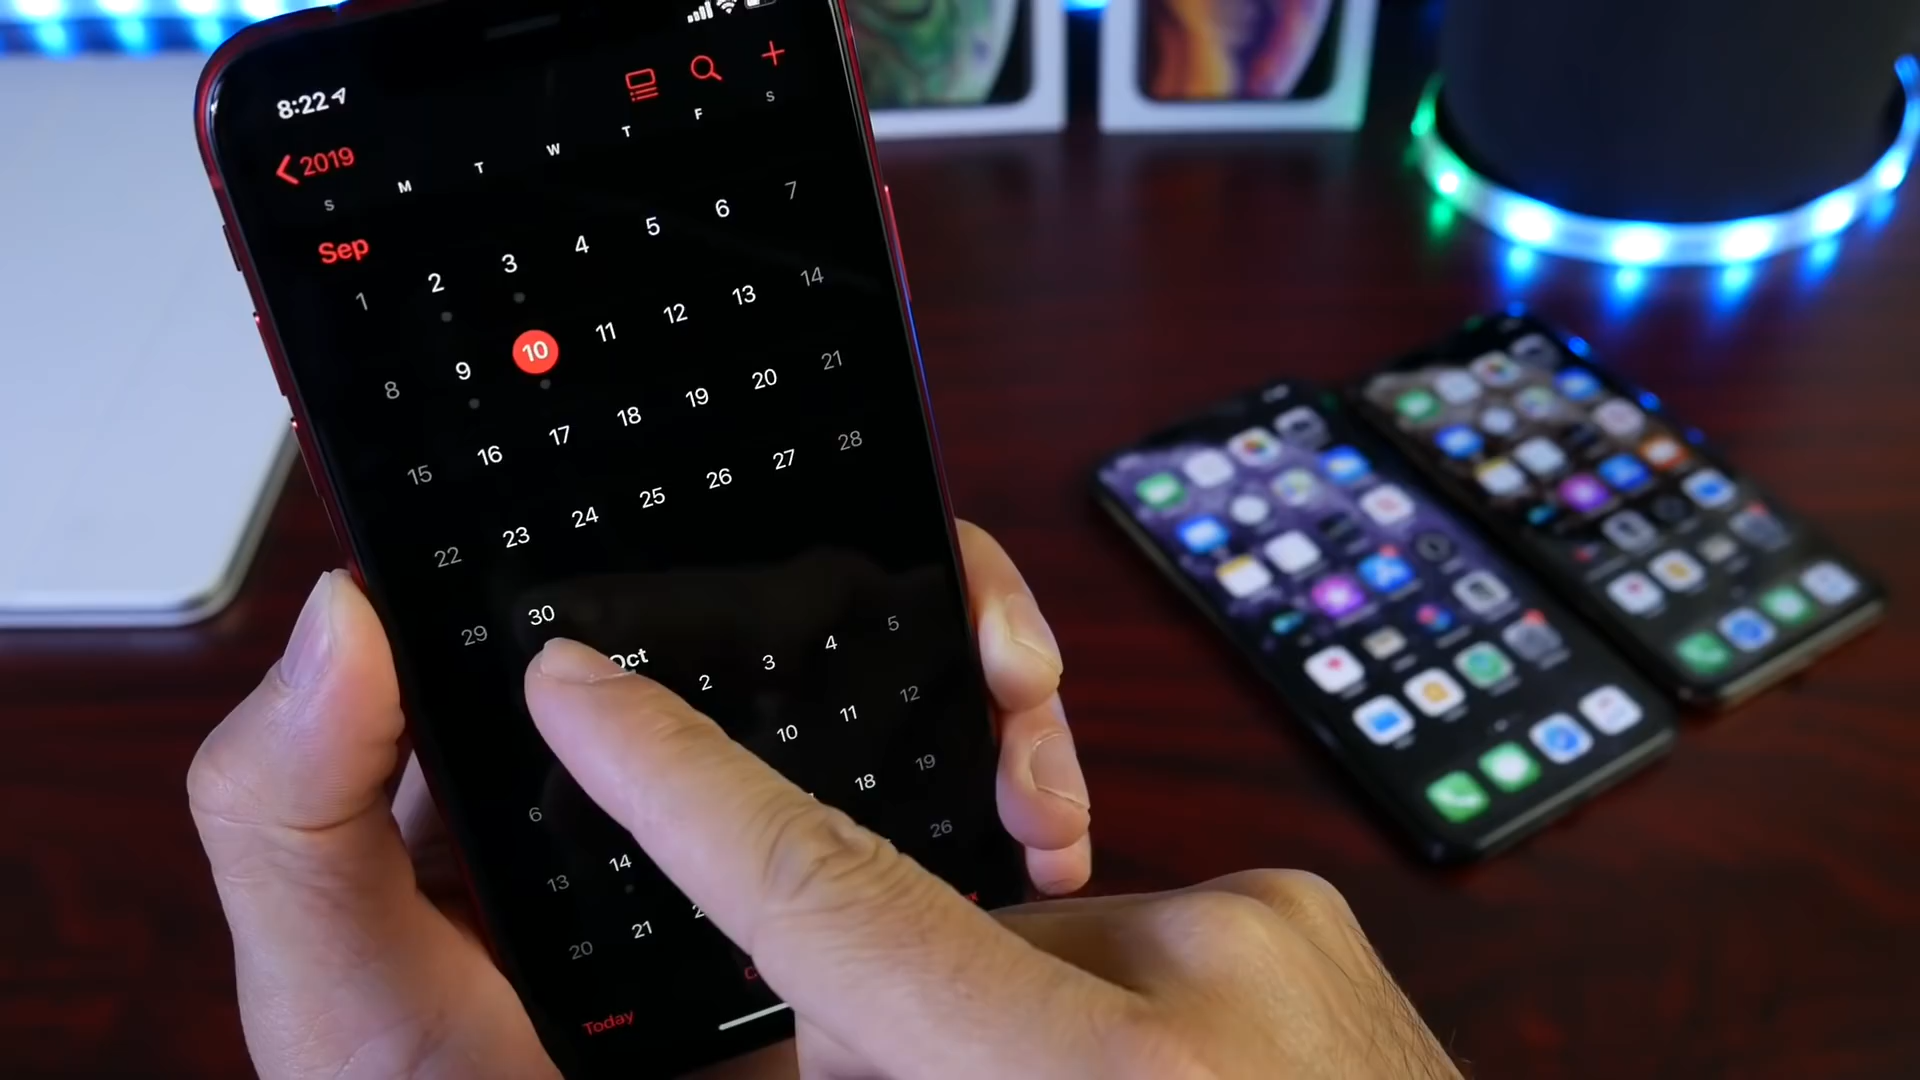 8:22
2019
S M T W T F S
Sep
1 2 3 4 5 6 7
8 9 10 11 12 13 14
15 16 17 18 19 20 21
22 23 24 25 26 27 28
29 30
Oct
2 3 4 5
6 10 11 12
13 14 18 19
20 21 26
Today